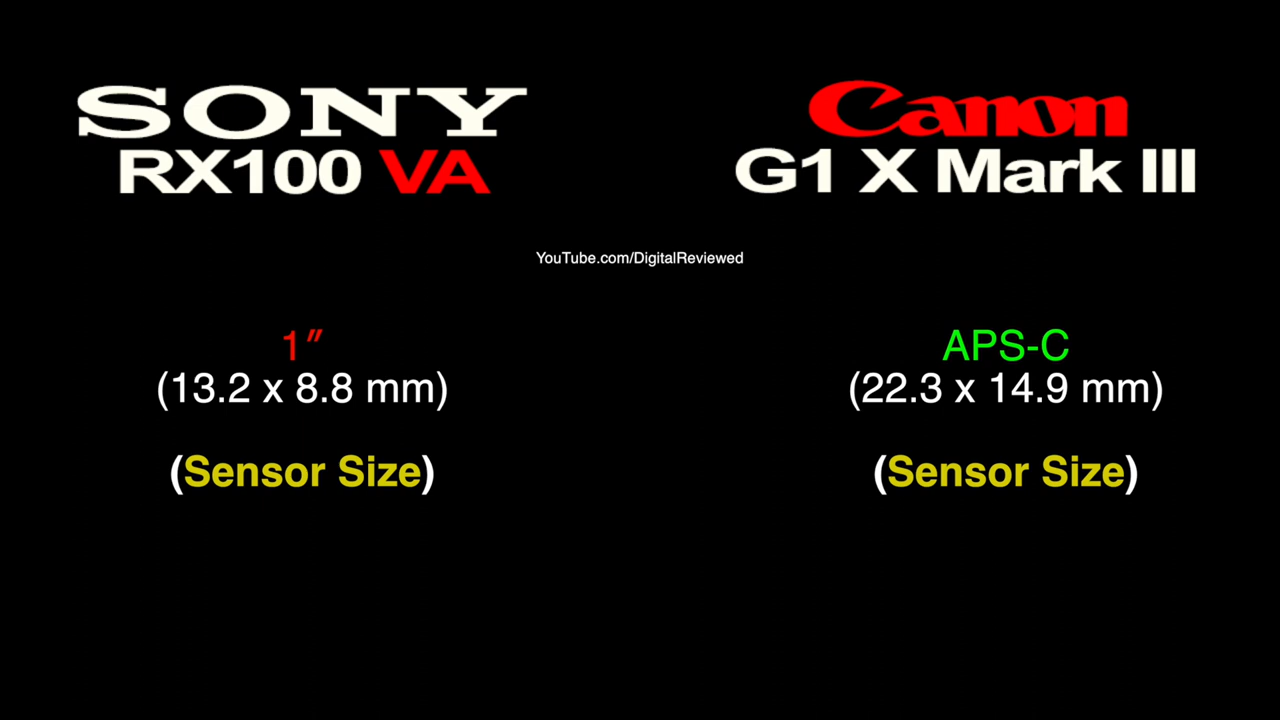 SONY
RX100 VA
Canon
G1 X Mark III
YouTube.com/DigitalReviewed
1″
(13.2 x 8.8 mm)
(Sensor Size)
APS-C
(22.3 x 14.9 mm)
(Sensor Size)